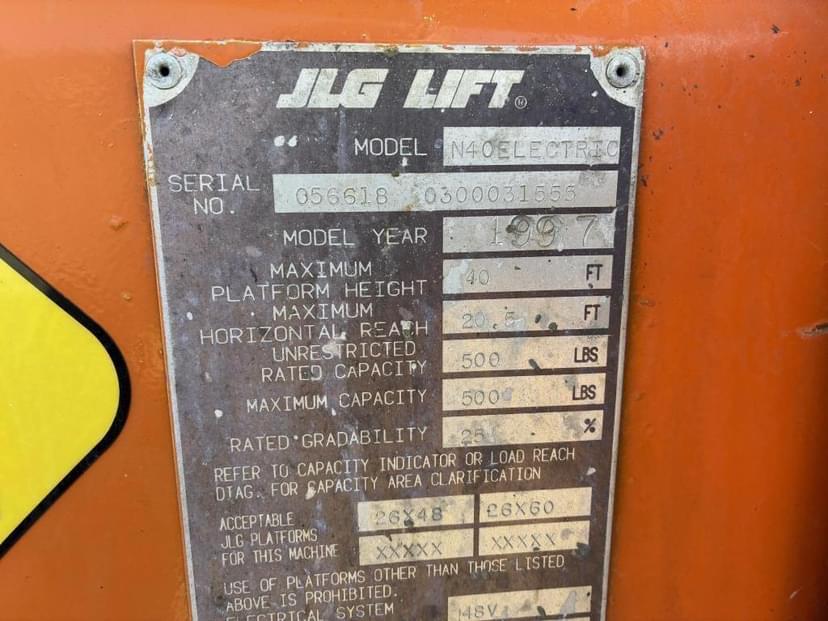 JLG LIFT®
MODEL N40ELECTRIC
SERIAL NO. 056618 0300031555
MODEL YEAR 1997
MAXIMUM PLATFORM HEIGHT 40 FT
MAXIMUM HORIZONTAL REACH 20.5 FT
UNRESTRICTED RATED CAPACITY 500 LBS
MAXIMUM CAPACITY 500 LBS
RATED GRADABILITY 25 %
REFER TO CAPACITY INDICATOR OR LOAD REACH
DIAG. FOR CAPACITY AREA CLARIFICATION
ACCEPTABLE 26X48 26X60
JLG PLATFORMS
FOR THIS MACHINE XXXXX XXXXX
USE OF PLATFORMS OTHER THAN THOSE LISTED
ABOVE IS PROHIBITED.
ELECTRICAL SYSTEM 48V